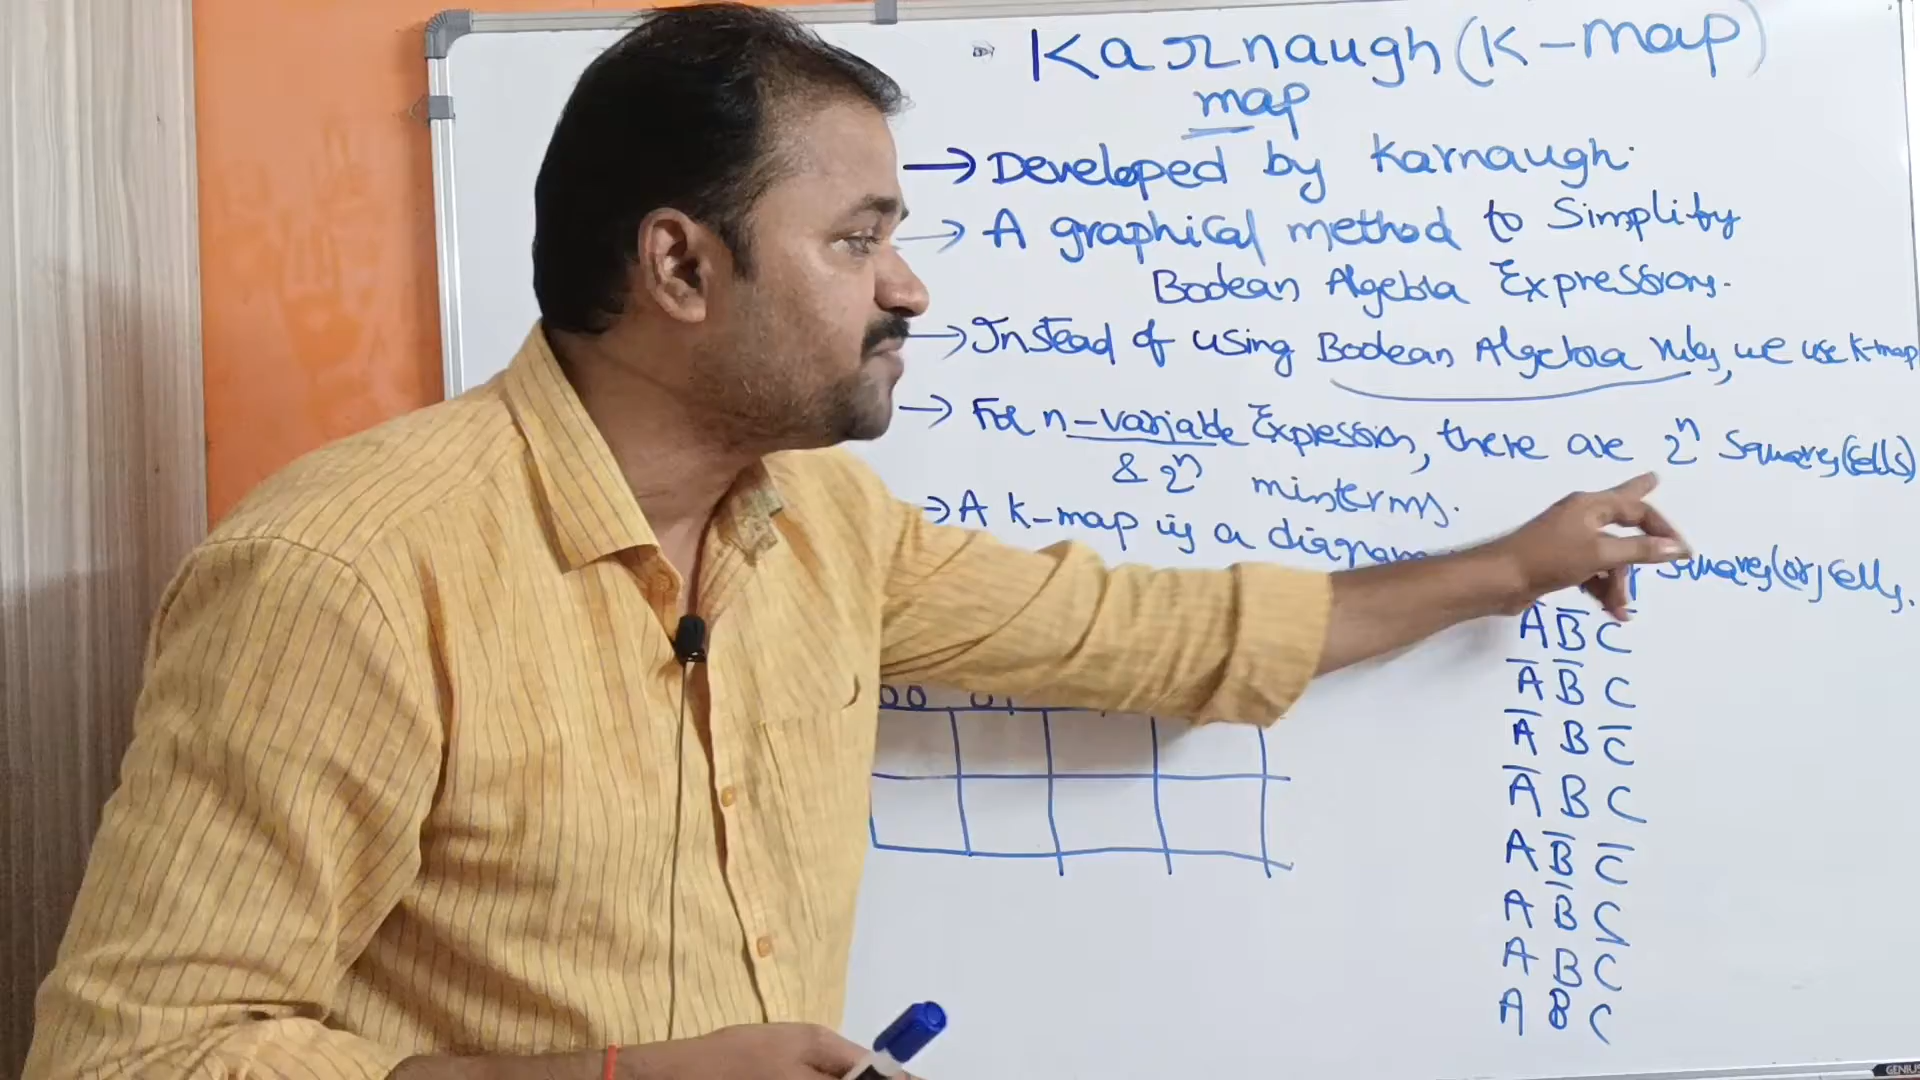 Karnaugh (K-map)
map
→ Developed by Karnaugh.
→ A graphical method to Simplify
Boolean Algebra Expressions.
→ Instead of using Boolean Algebra rules, we use K-map
→ For n-variable Expression, there are 2ⁿ Squares(cells)
& 2ⁿ minterms.
→ A k-map is a diagram Squares(or)cells.
A̅ B̅ C̅
A̅ B̅ C
A̅ B C̅
A̅ B C
A B̅ C̅
A B̅ C
A B C̅
A B C
00 01
GENIUS